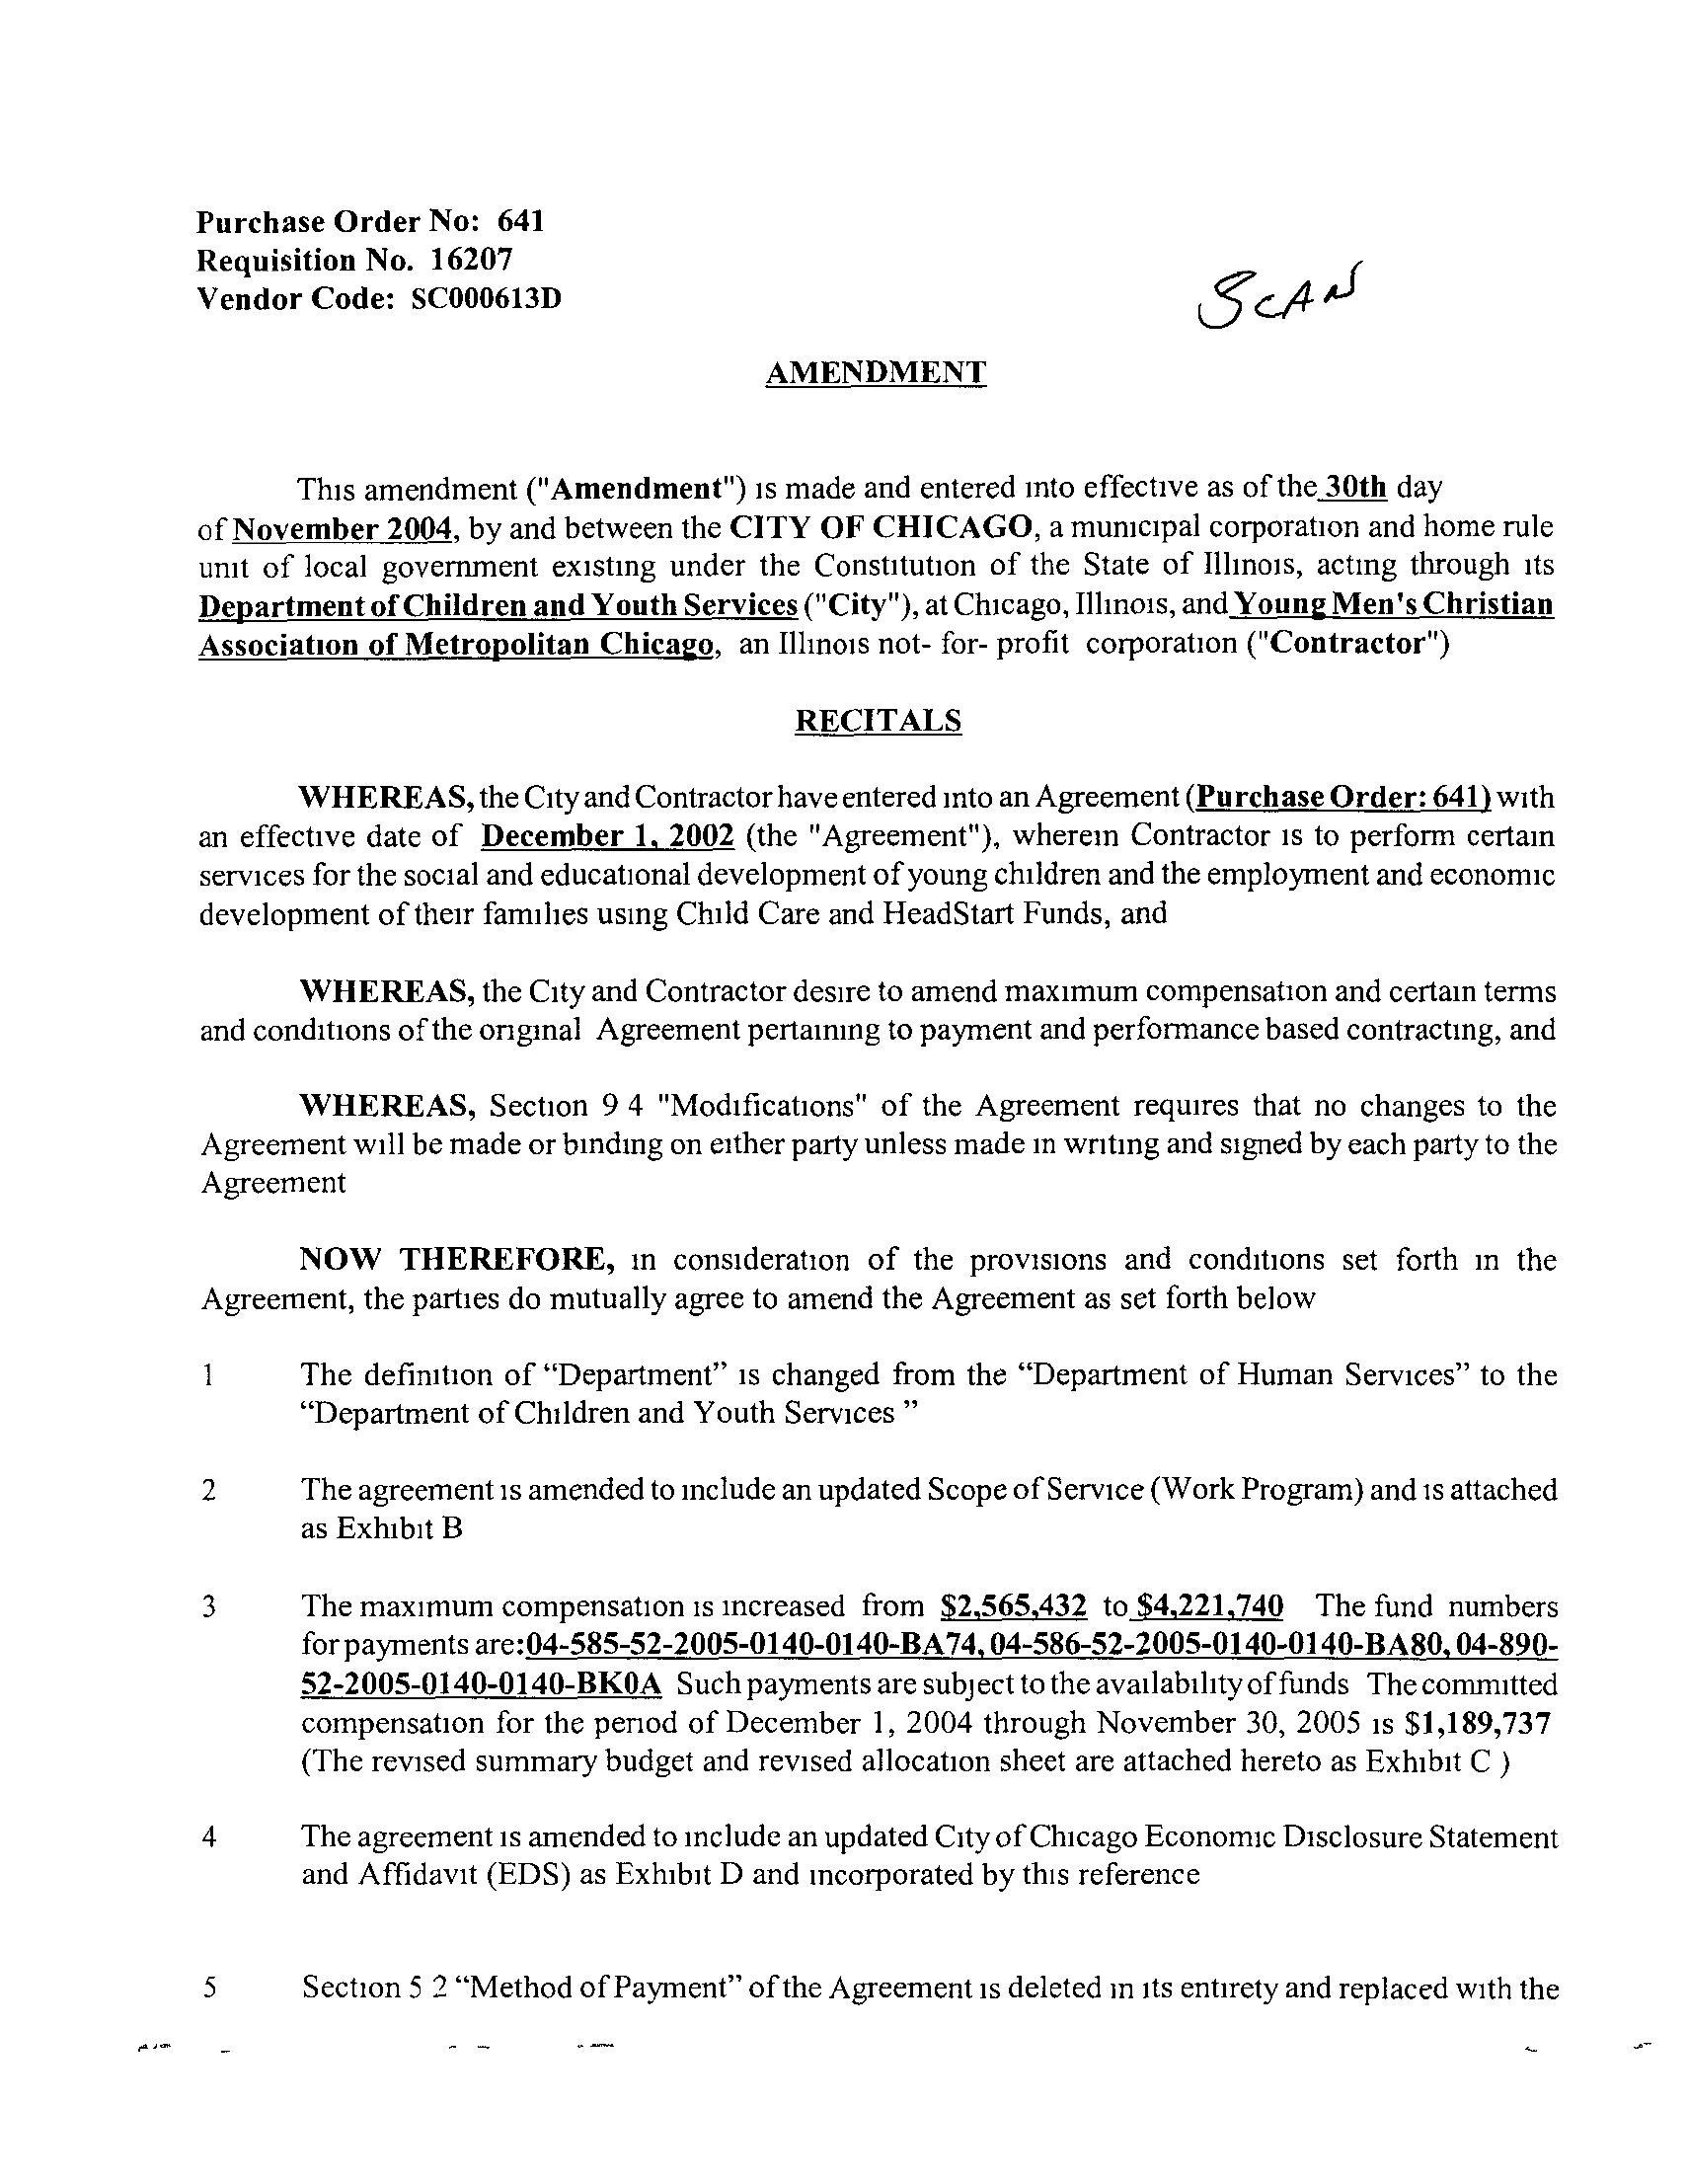 Purchase Order No: 641
Requisition No. 16207
Vendor Code: SC000613D
SCAN
AMENDMENT
This amendment ("Amendment") is made and entered into effective as of the 30th day
of November 2004, by and between the CITY OF CHICAGO, a municipal corporation and home rule
unit of local government existing under the Constitution of the State of Illinois, acting through its
Department of Children and Youth Services ("City"), at Chicago, Illinois, and Young Men's Christian
Association of Metropolitan Chicago, an Illinois not- for- profit corporation ("Contractor")
RECITALS
WHEREAS, the City and Contractor have entered into an Agreement (Purchase Order: 641) with
an effective date of December 1, 2002 (the "Agreement"), wherein Contractor is to perform certain
services for the social and educational development of young children and the employment and economic
development of their families using Child Care and HeadStart Funds, and
WHEREAS, the City and Contractor desire to amend maximum compensation and certain terms
and conditions of the original Agreement pertaining to payment and performance based contracting, and
WHEREAS, Section 9 4 "Modifications" of the Agreement requires that no changes to the
Agreement will be made or binding on either party unless made in writing and signed by each party to the
Agreement
NOW THEREFORE, in consideration of the provisions and conditions set forth in the
Agreement, the parties do mutually agree to amend the Agreement as set forth below
1 The definition of “Department” is changed from the “Department of Human Services” to the
“Department of Children and Youth Services ”
2 The agreement is amended to include an updated Scope of Service (Work Program) and is attached
as Exhibit B
3 The maximum compensation is increased from $2,565,432 to $4,221,740 The fund numbers
for payments are:04-585-52-2005-0140-0140-BA74, 04-586-52-2005-0140-0140-BA80, 04-890-
52-2005-0140-0140-BK0A Such payments are subject to the availability of funds The committed
compensation for the period of December 1, 2004 through November 30, 2005 is $1,189,737
(The revised summary budget and revised allocation sheet are attached hereto as Exhibit C )
4 The agreement is amended to include an updated City of Chicago Economic Disclosure Statement
and Affidavit (EDS) as Exhibit D and incorporated by this reference
5 Section 5 2 “Method of Payment” of the Agreement is deleted in its entirety and replaced with the